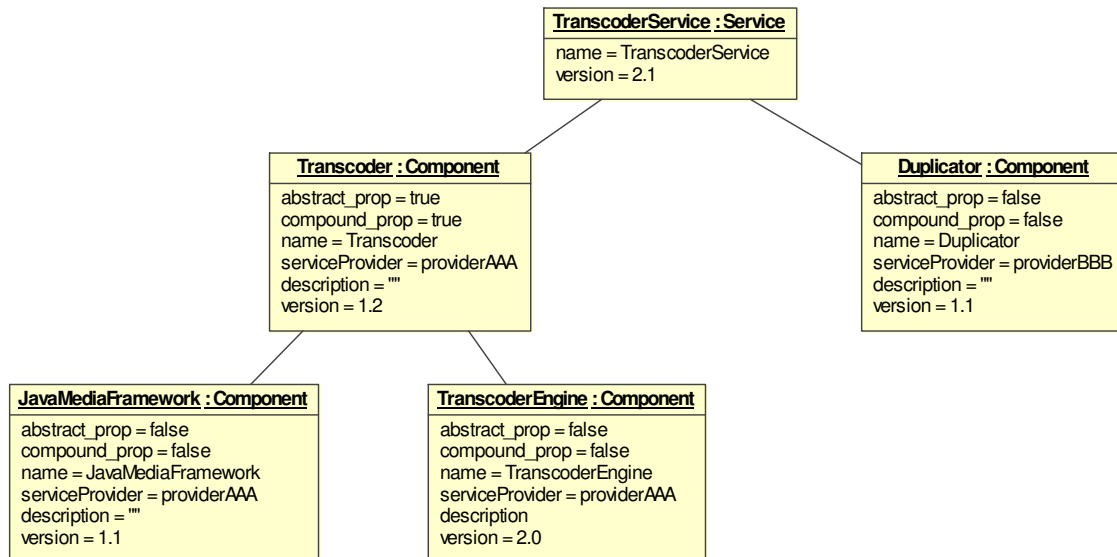 TranscoderService : Service
name = TranscoderService
version = 2.1
Transcoder : Component
abstract_prop = true
compound_prop = true
name = Transcoder
serviceProvider = providerAAA
description = ""
version = 1.2
Duplicator : Component
abstract_prop = false
compound_prop = false
name = Duplicator
serviceProvider = providerBBB
description = ""
version = 1.1
JavaMediaFramework : Component
abstract_prop = false
compound_prop = false
name = JavaMediaFramework
serviceProvider = providerAAA
description = ""
version = 1.1
TranscoderEngine : Component
abstract_prop = false
compound_prop = false
name = TranscoderEngine
serviceProvider = providerAAA
description
version = 2.0